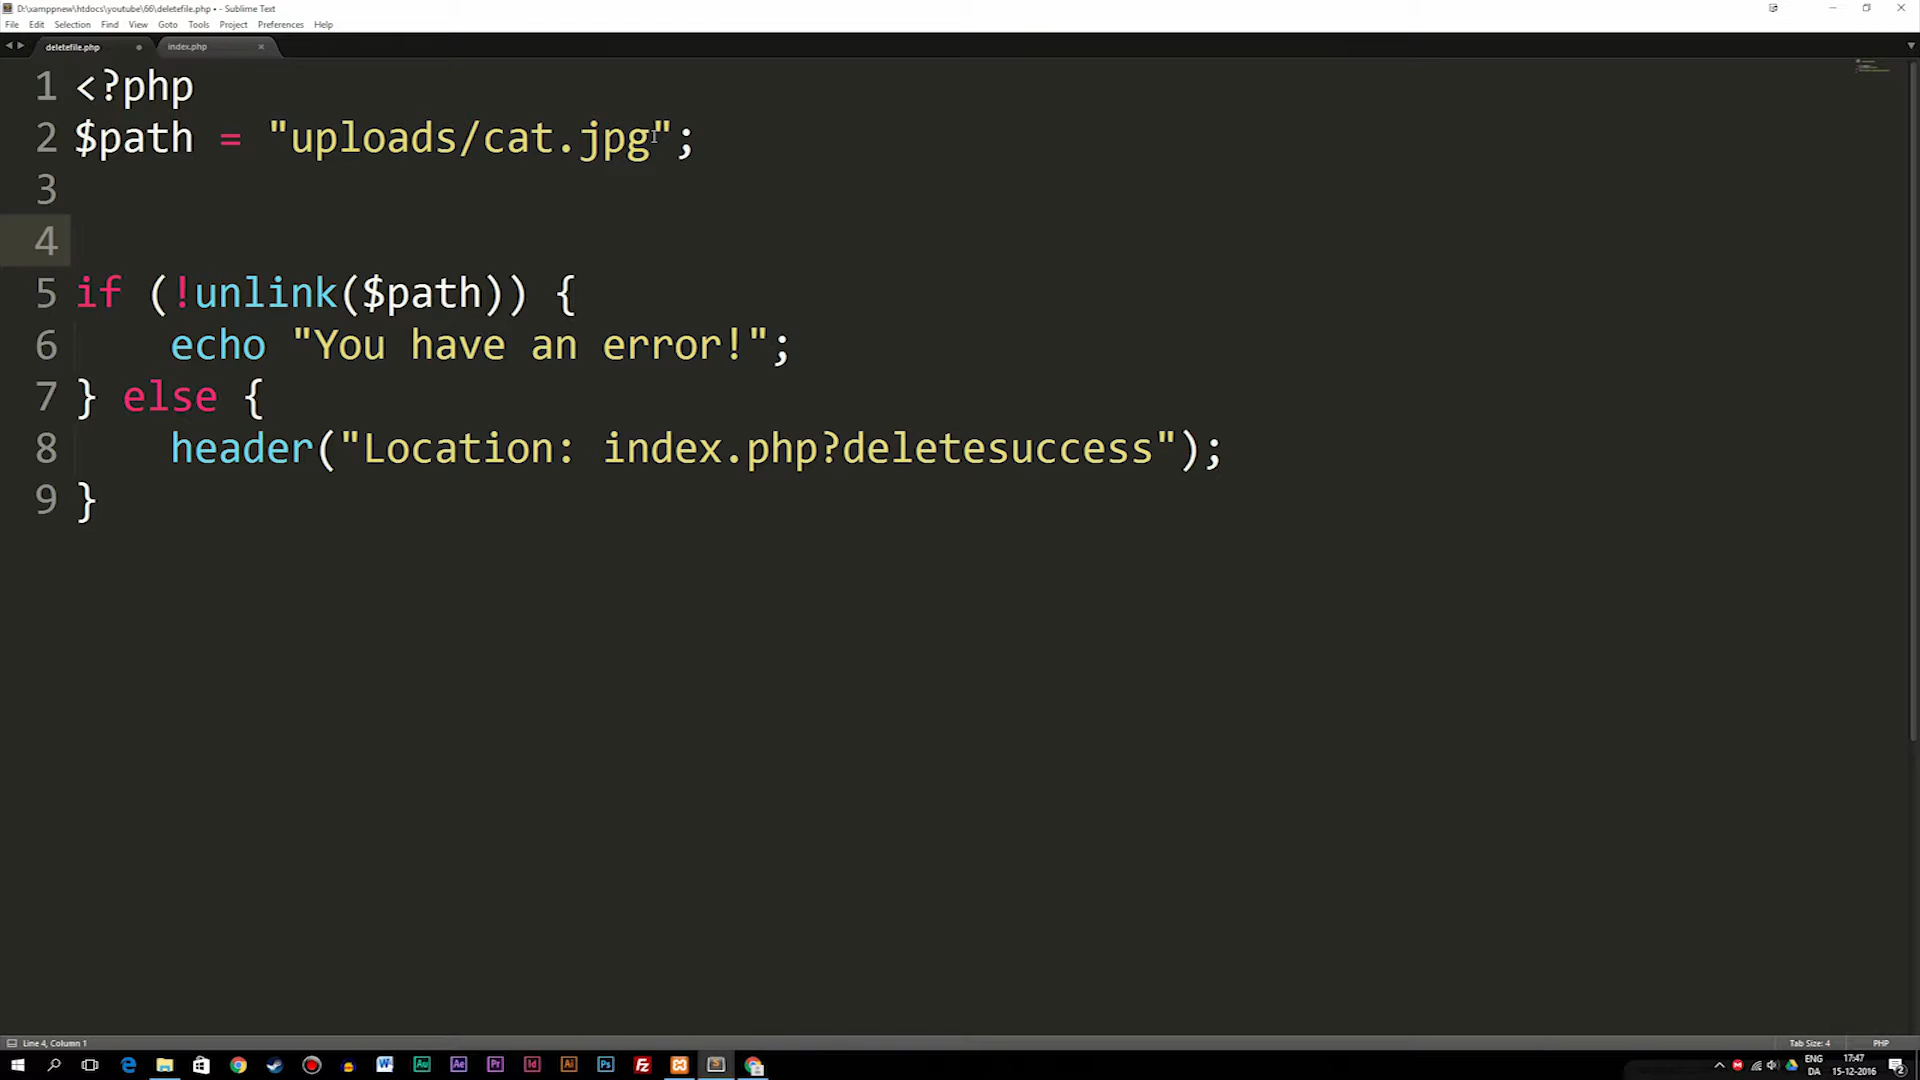 D:\xamppnew\htdocs\youtube\66\deletefile.php • - Sublime Text
File Edit Selection Find View Goto Tools Project Preferences Help
deletefile.php index.php
1 <?php
2 $path = "uploads/cat.jpg";
3
4
5 if (!unlink($path)) {
6     echo "You have an error!";
7 } else {
8     header("Location: index.php?deletesuccess");
9 }
Line 4, Column 1 Tab Size: 4 PHP
ENG 17:47
DA 15-12-2016